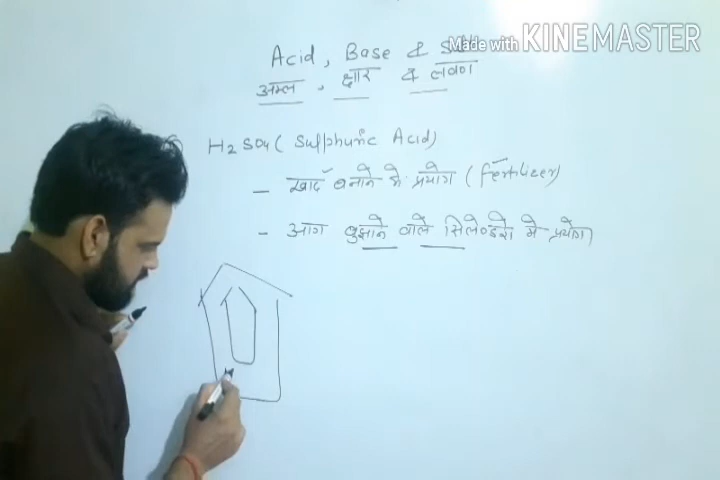 Made with KINEMASTER
Acid, Base &
अम्ल, क्षार व लवण
H2SO4 (Sulphuric Acid)
- खाद बनाने मे प्रयोग (fertilizer)
- आग बुझाने वाले सिलेण्डरो मे प्रयोग